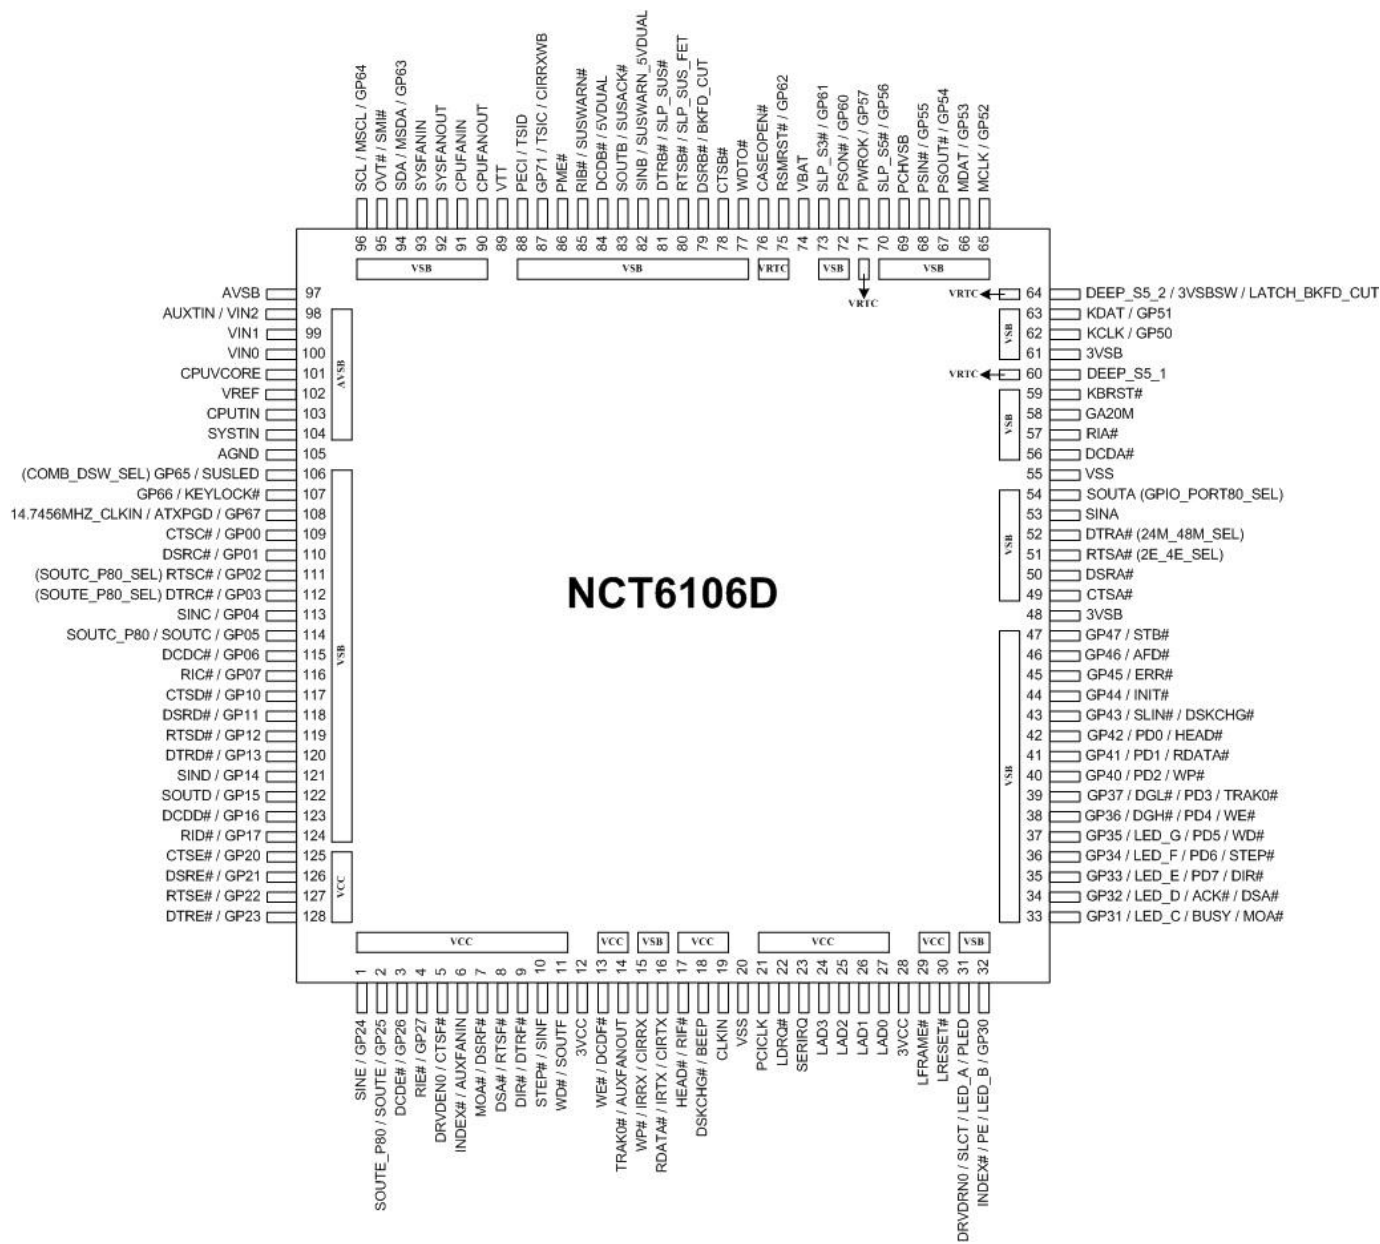 SCL / MSCL / GP64
OVT# / SMI#
SDA / MSDA / GP63
SYSFANIN
SYSFANOUT
CPUFANIN
CPUFANOUT
VTT
PECI / TSID
GP71 / TSIC / CIRRXWB
PME#
RIB# / SUSWARN#
DCDB# / 5VDUAL
SOUTB / SUSACK#
SINB / SUSWARN_5VDUAL
DTRB# / SLP_SUS#
RTSB# / SLP_SUS_FET
DSRB# / BKFD_CUT
CTSB#
WDTO#
CASEOPEN#
RSMRST# / GP62
VBAT
SLP_S3# / GP61
PSON# / GP60
PWROK / GP57
SLP_S5# / GP56
PCHVSB
PSIN# / GP55
PSOUT# / GP54
MDAT / GP53
MCLK / GP52
96 95 94 93 92 91 90 89 88 87 86 85 84 83 82 81 80 79 78 77 76 75 74 73 72 71 70 69 68 67 66 65
VSB VSB VRTC VSB VSB
VRTC
AVSB 97
AUXTIN / VIN2 98
VIN1 99
VIN0 100
CPUVCORE 101
VREF 102
CPUTIN 103
SYSTIN 104
AGND 105
(COMB_DSW_SEL) GP65 / SUSLED 106
GP66 / KEYLOCK# 107
14.7456MHZ_CLKIN / ATXPGD / GP67 108
CTSC# / GP00 109
DSRC# / GP01 110
(SOUTC_P80_SEL) RTSC# / GP02 111
(SOUTE_P80_SEL) DTRC# / GP03 112
SINC / GP04 113
SOUTC_P80 / SOUTC / GP05 114
DCDC# / GP06 115
RIC# / GP07 116
CTSD# / GP10 117
DSRD# / GP11 118
RTSD# / GP12 119
DTRD# / GP13 120
SIND / GP14 121
SOUTD / GP15 122
DCDD# / GP16 123
RID# / GP17 124
CTSE# / GP20 125
DSRE# / GP21 126
RTSE# / GP22 127
DTRE# / GP23 128
AVSB
VSB
VCC
NCT6106D
VRTC 64 DEEP_S5_2 / 3VSBSW / LATCH_BKFD_CUT
63 KDAT / GP51
62 KCLK / GP50
61 3VSB
VRTC 60 DEEP_S5_1
59 KBRST#
58 GA20M
57 RIA#
56 DCDA#
55 VSS
54 SOUTA (GPIO_PORT80_SEL)
53 SINA
52 DTRA# (24M_48M_SEL)
51 RTSA# (2E_4E_SEL)
50 DSRA#
49 CTSA#
48 3VSB
47 GP47 / STB#
46 GP46 / AFD#
45 GP45 / ERR#
44 GP44 / INIT#
43 GP43 / SLIN# / DSKCHG#
42 GP42 / PD0 / HEAD#
41 GP41 / PD1 / RDATA#
40 GP40 / PD2 / WP#
39 GP37 / DGL# / PD3 / TRAK0#
38 GP36 / DGH# / PD4 / WE#
37 GP35 / LED_G / PD5 / WD#
36 GP34 / LED_F / PD6 / STEP#
35 GP33 / LED_E / PD7 / DIR#
34 GP32 / LED_D / ACK# / DSA#
33 GP31 / LED_C / BUSY / MOA#
VSB
VSB
VSB
VSB
VCC VCC VSB VCC VCC VCC VSB
1 2 3 4 5 6 7 8 9 10 11 12 13 14 15 16 17 18 19 20 21 22 23 24 25 26 27 28 29 30 31 32
SINE / GP24
SOUTE_P80 / SOUTE / GP25
DCDE# / GP26
RIE# / GP27
DRVDEN0 / CTSF#
INDEX# / AUXFANIN
MOA# / DSRF#
DSA# / RTSF#
DIR# / DTRF#
STEP# / SINF
WD# / SOUTF
3VCC
WE# / DCDF#
TRAK0# / AUXFANOUT
WP# / IRRX / CIRRX
RDATA# / IRTX / CIRTX
HEAD# / RIF#
DSKCHG# / BEEP
CLKIN
VSS
PCICLK
LDRQ#
SERIRQ
LAD3
LAD2
LAD1
LAD0
3VCC
LFRAME#
LRESET#
DRVDRN0 / SLCT / LED_A / PLED
INDEX# / PE / LED_B / GP30